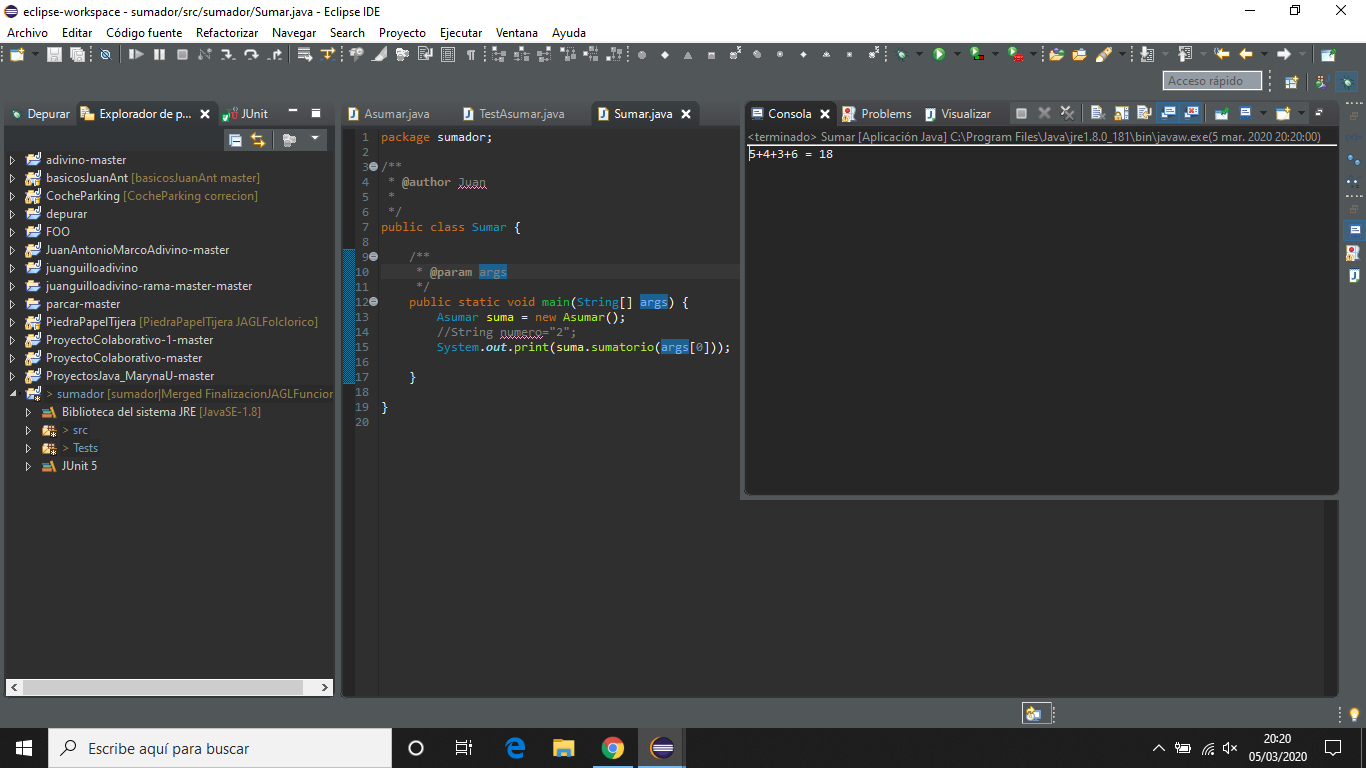 eclipse-workspace - sumador/src/sumador/Sumar.java - Eclipse IDE
Archivo Editar Código fuente Refactorizar Navegar Search Proyecto Ejecutar Ventana Ayuda
Acceso rápido
Depurar Explorador de p... JUnit
adivino-master
basicosJuanAnt [basicosJuanAnt master]
CocheParking [CocheParking correcion]
depurar
FOO
JuanAntonioMarcoAdivino-master
juanguilloadivino
juanguilloadivino-rama-master-master
parcar-master
PiedraPapelTijera [PiedraPapelTijera JAGLFolclorico]
ProyectoColaborativo-1-master
ProyectoColaborativo-master
ProyectosJava_MarynaU-master
> sumador [sumador|Merged FinalizacionJAGLFuncior
Biblioteca del sistema JRE [JavaSE-1.8]
> src
> Tests
JUnit 5
Asumar.java TestAsumar.java Sumar.java
1 package sumador;
2
3 /**
4 * @author Juan
5 *
6 */
7 public class Sumar {
8
9 /**
10 * @param args
11 */
12 public static void main(String[] args) {
13 Asumar suma = new Asumar();
14 //String numero="2";
15 System.out.print(suma.sumatorio(args[0]));
16
17 }
18
19 }
20
Consola Problems Visualizar
<terminado> Sumar [Aplicación Java] C:\Program Files\Java\jre1.8.0_181\bin\javaw.exe(5 mar. 2020 20:20:00)
5+4+3+6 = 18
Escribe aquí para buscar
20:20
05/03/2020